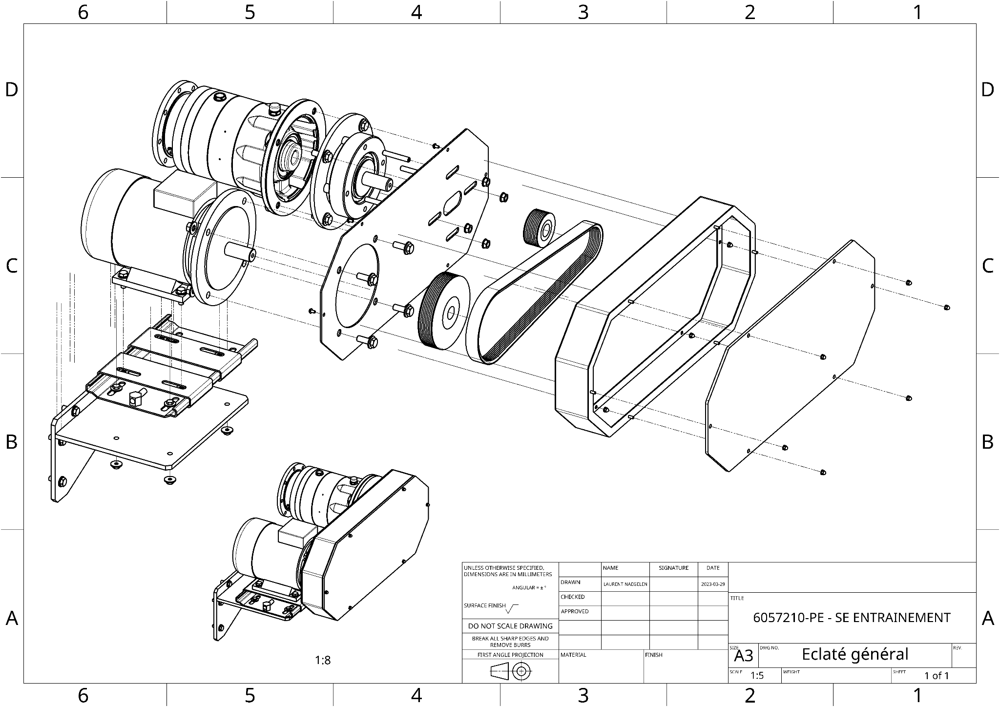 6 5 4 3 2 1
D D
C C
B B
A A
1:8
UNLESS OTHERWISE SPECIFIED,
DIMENSIONS ARE IN MILLIMETERS
ANGULAR = ± °
SURFACE FINISH
DO NOT SCALE DRAWING
BREAK ALL SHARP EDGES AND
REMOVE BURRS
FIRST ANGLE PROJECTION
NAME SIGNATURE DATE
DRAWN LAURENT NAEGELEN 2023-03-29
CHECKED
APPROVED
MATERIAL FINISH
TITLE
6057210-PE - SE ENTRAINEMENT
SIZE
A3
DWG NO.
Eclaté général
REV.
SCALE 1:5
WEIGHT
SHEET 1 of 1
6 5 4 3 2 1